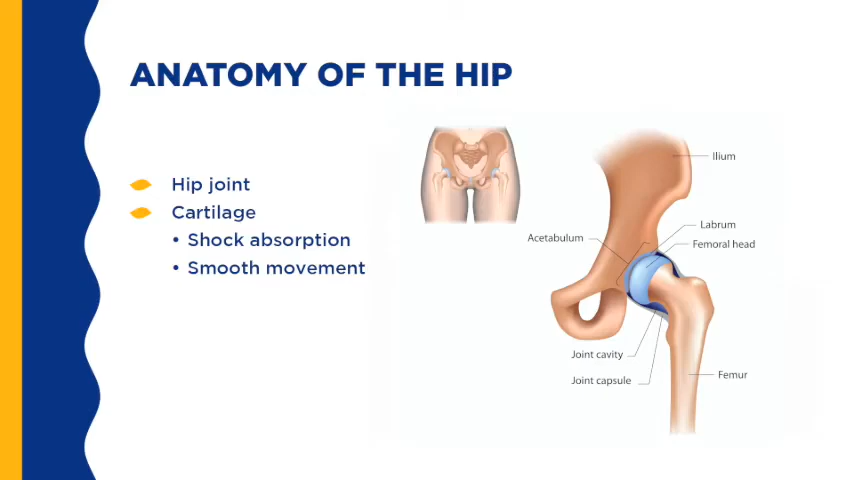 ANATOMY OF THE HIP
Hip joint
Cartilage
• Shock absorption
• Smooth movement
Ilium
Labrum
Acetabulum
Femoral head
Joint cavity
Joint capsule
Femur